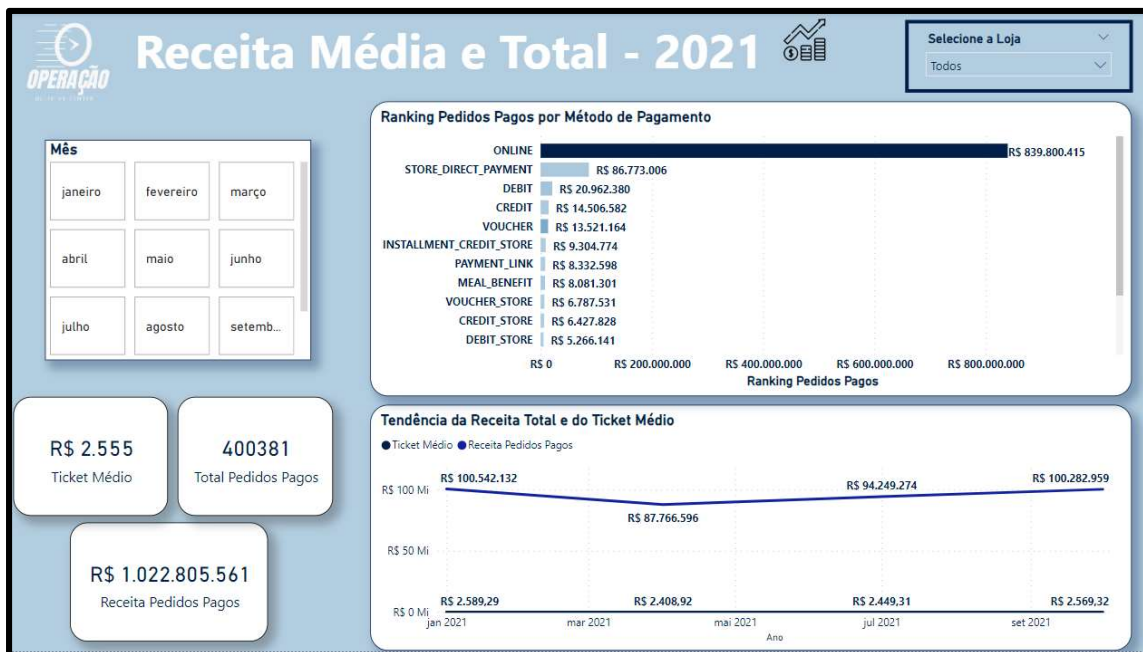 OPERAÇÃO
Receita Média e Total - 2021
Selecione a Loja
Todos
Mês
janeiro
fevereiro
março
abril
maio
junho
julho
agosto
setemb...
R$ 2.555
Ticket Médio
400381
Total Pedidos Pagos
R$ 1.022.805.561
Receita Pedidos Pagos
Ranking Pedidos Pagos por Método de Pagamento
ONLINE R$ 839.800.415
STORE_DIRECT_PAYMENT R$ 86.773.006
DEBIT R$ 20.962.380
CREDIT R$ 14.506.582
VOUCHER R$ 13.521.164
INSTALLMENT_CREDIT_STORE R$ 9.304.774
PAYMENT_LINK R$ 8.332.598
MEAL_BENEFIT R$ 8.081.301
VOUCHER_STORE R$ 6.787.531
CREDIT_STORE R$ 6.427.828
DEBIT_STORE R$ 5.266.141
R$ 0 R$ 200.000.000 R$ 400.000.000 R$ 600.000.000 R$ 800.000.000
Ranking Pedidos Pagos
Tendência da Receita Total e do Ticket Médio
Ticket Médio Receita Pedidos Pagos
R$ 100 Mi
R$ 50 Mi
R$ 0 Mi
R$ 100.542.132
R$ 87.766.596
R$ 94.249.274
R$ 100.282.959
R$ 2.589,29
R$ 2.408,92
R$ 2.449,31
R$ 2.569,32
jan 2021 mar 2021 mai 2021 jul 2021 set 2021
Ano